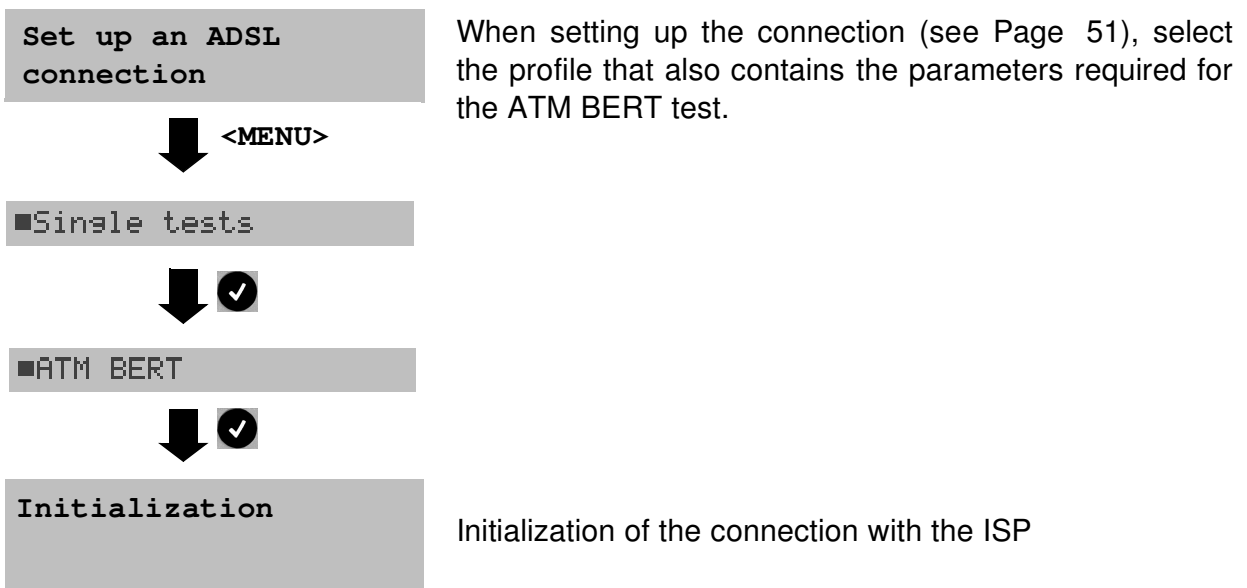 Set up an ADSL
connection
When setting up the connection (see Page 51), select
the profile that also contains the parameters required for
the ATM BERT test.
<MENU>
■Single tests
■ATM BERT
Initialization
Initialization of the connection with the ISP